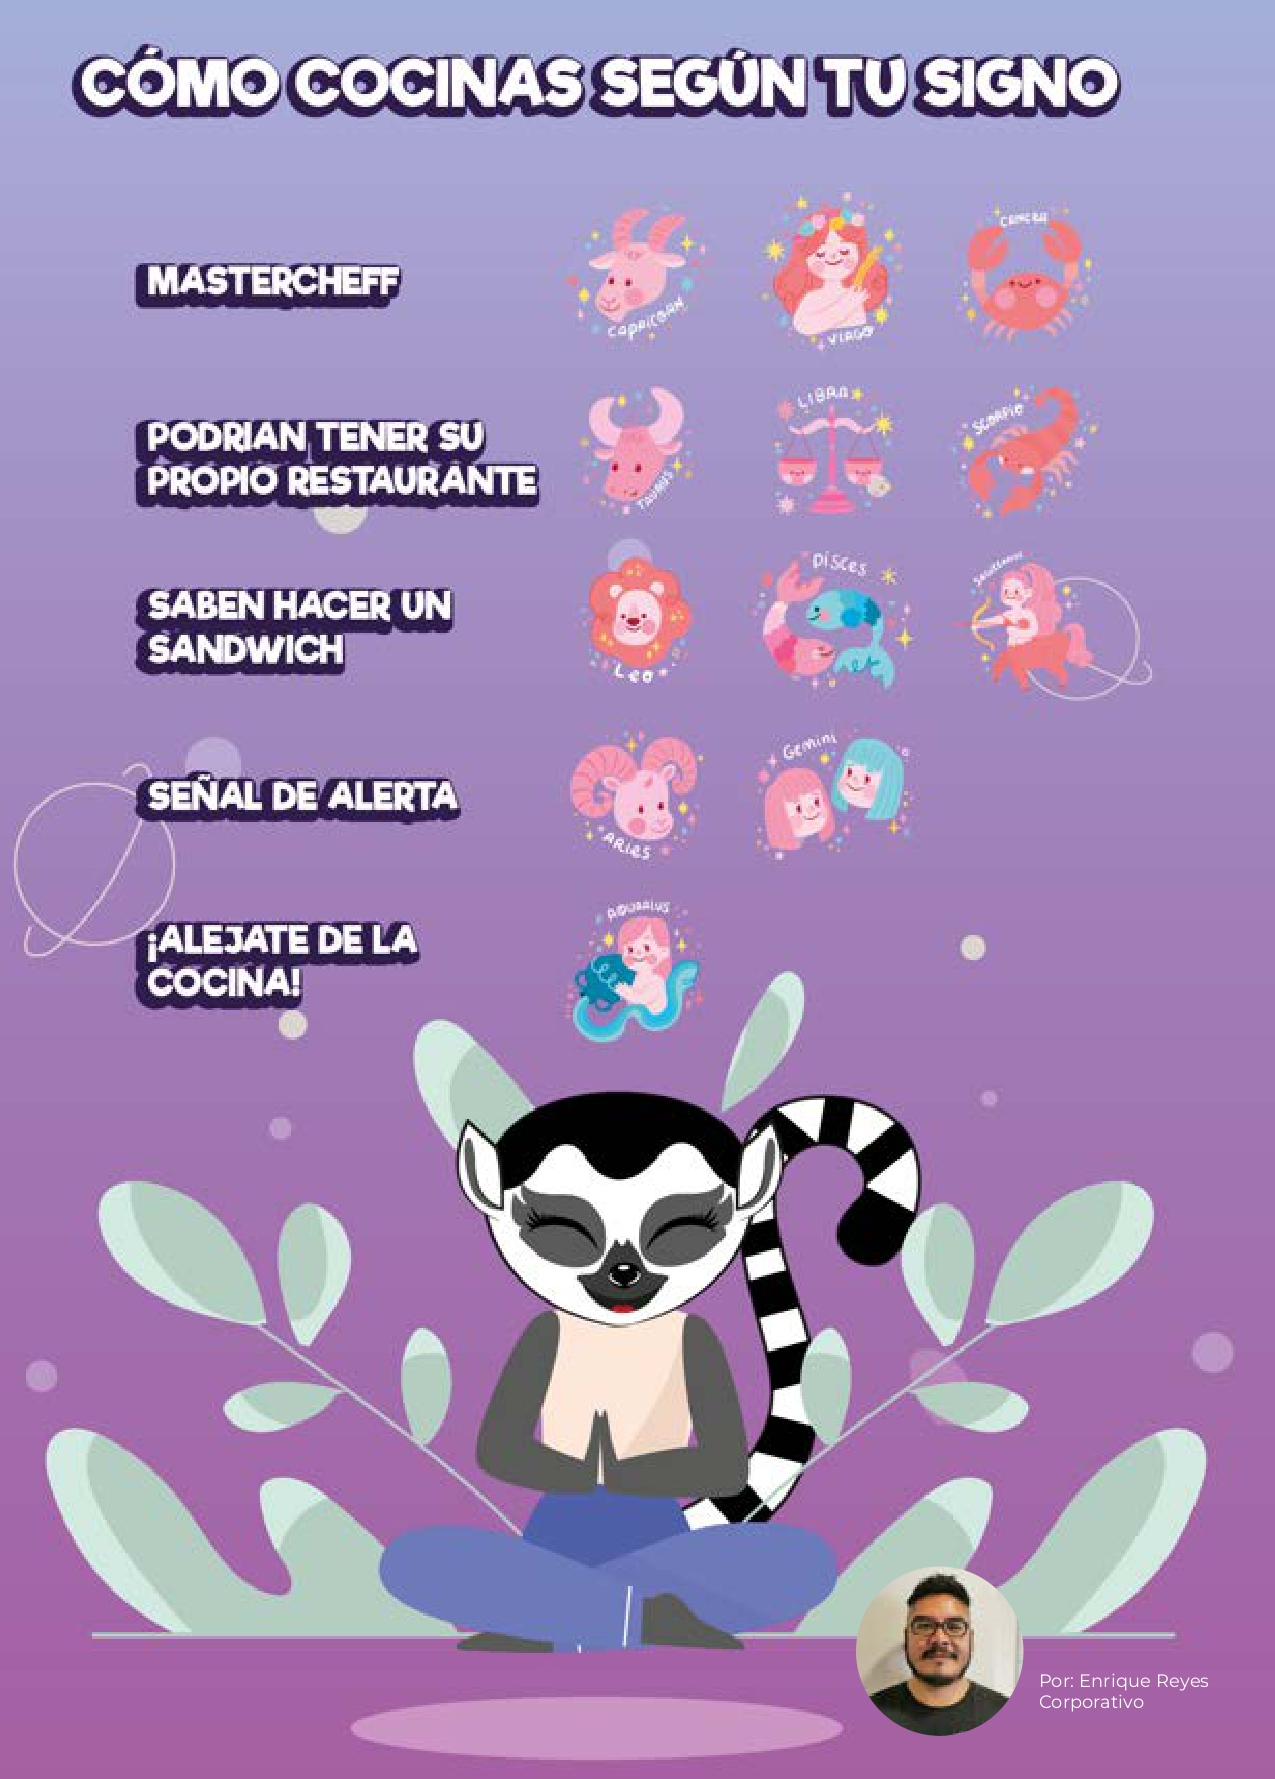 CÓMO COCINAS SEGÚN TU SIGNO
MASTERCHEFF
CAPRICORN
VIRGO
CANCER
PODRIAN TENER SU
PROPIO RESTAURANTE
TAURUS
LIBRA
SCORPIO
SABEN HACER UN
SANDWICH
LEO
PISCES
SEÑAL DE ALERTA
ARIES
Gemini
¡ALEJATE DE LA
COCINA!
AQUARIUS
Por: Enrique Reyes
Corporativo